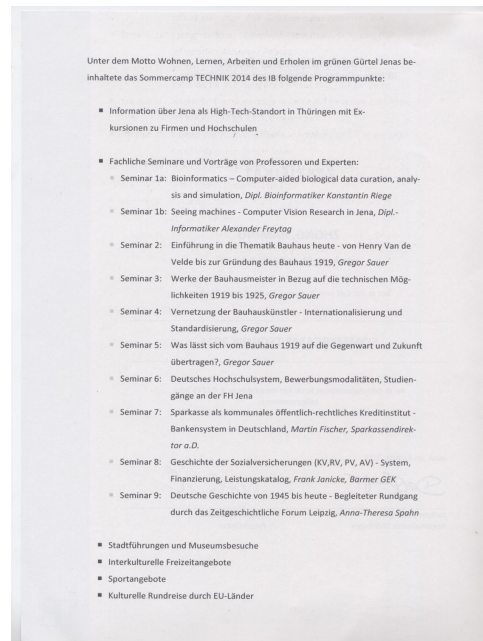 Unter dem Motto Wohnen, Lernen, Arbeiten und Erholen im grünen Gürtel Jenas be-
inhaltete das Sommercamp TECHNIK 2014 des IB folgende Programmpunkte:
Information über Jena als High-Tech-Standort in Thüringen mit Ex-
kursionen zu Firmen und Hochschulen
Fachliche Seminare und Vorträge von Professoren und Experten:
Seminar 1a: Bioinformatics – Computer-aided biological data curation, analy-
sis and simulation, Dipl. Bioinformatiker Konstantin Riege
Seminar 1b: Seeing machines - Computer Vision Research in Jena, Dipl.-
Informatiker Alexander Freytag
Seminar 2: Einführung in die Thematik Bauhaus heute - von Henry Van de
Velde bis zur Gründung des Bauhaus 1919, Gregor Sauer
Seminar 3: Werke der Bauhausmeister in Bezug auf die technischen Mög-
lichkeiten 1919 bis 1925, Gregor Sauer
Seminar 4: Vernetzung der Bauhauskünstler - Internationalisierung und
Standardisierung, Gregor Sauer
Seminar 5: Was lässt sich vom Bauhaus 1919 auf die Gegenwart und Zukunft
übertragen?, Gregor Sauer
Seminar 6: Deutsches Hochschulsystem, Bewerbungsmodalitäten, Studien-
gänge an der FH Jena
Seminar 7: Sparkasse als kommunales öffentlich-rechtliches Kreditinstitut -
Bankensystem in Deutschland, Martin Fischer, Sparkassendirek-
tor a.D.
Seminar 8: Geschichte der Sozialversicherungen (KV,RV, PV, AV) - System,
Finanzierung, Leistungskatalog, Frank Janicke, Barmer GEK
Seminar 9: Deutsche Geschichte von 1945 bis heute - Begleiteter Rundgang
durch das Zeitgeschichtliche Forum Leipzig, Anna-Theresa Spahn
Stadtführungen und Museumsbesuche
Interkulturelle Freizeitangebote
Sportangebote
Kulturelle Rundreise durch EU-Länder